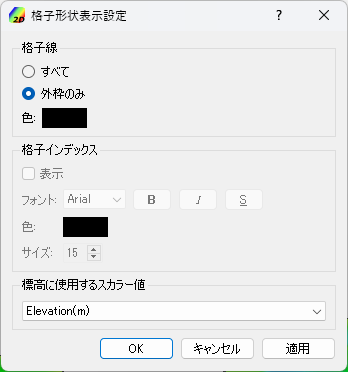 2D 格子形状表示設定
格子線
すべて
外枠のみ
色:
格子インデックス
表示
フォント: Arial B I S
色:
サイズ: 15
標高に使用するスカラー値
Elevation(m)
OK キャンセル 適用